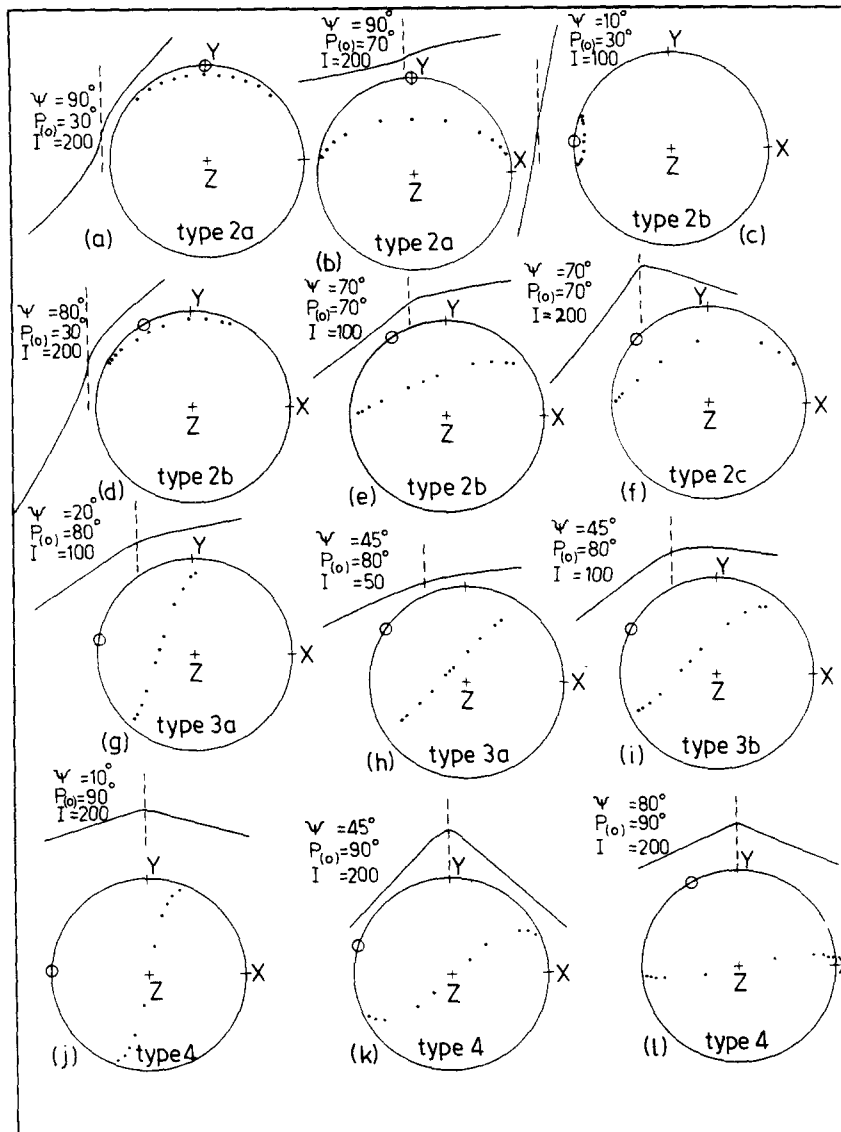 Ψ = 90°
P(o) = 30°
I = 200
Y
+
Z
(a)
type 2a
Ψ = 90°
P(o) = 70°
I = 200
Y
X
+
Z
(b)
type 2a
Ψ = 10°
P(o) = 30°
I = 100
Y
X
+
Z
type 2b
(c)
Ψ = 80°
P(o) = 30°
I = 200
Y
X
+
Z
(d)
type 2b
Ψ = 70°
P(o) = 70°
I = 100
Y
+
Z
(e)
type 2b
Ψ = 70°
P(o) = 70°
I = 200
Y
X
+
Z
(f)
type 2c
Ψ = 20°
P(o) = 80°
I = 100
Y
X
+
Z
(g)
type 3a
Ψ = 45°
P(o) = 80°
I = 50
X
+
Z
(h)
type 3a
Ψ = 45°
P(o) = 80°
I = 100
Y
X
+
Z
(i)
type 3b
Ψ = 10°
P(o) = 90°
I = 200
Y
X
+
Z
(j)
type 4
Ψ = 45°
P(o) = 90°
I = 200
Y
X
+
Z
(k)
type 4
Ψ = 80°
P(o) = 90°
I = 200
Y
+
Z
(l)
type 4